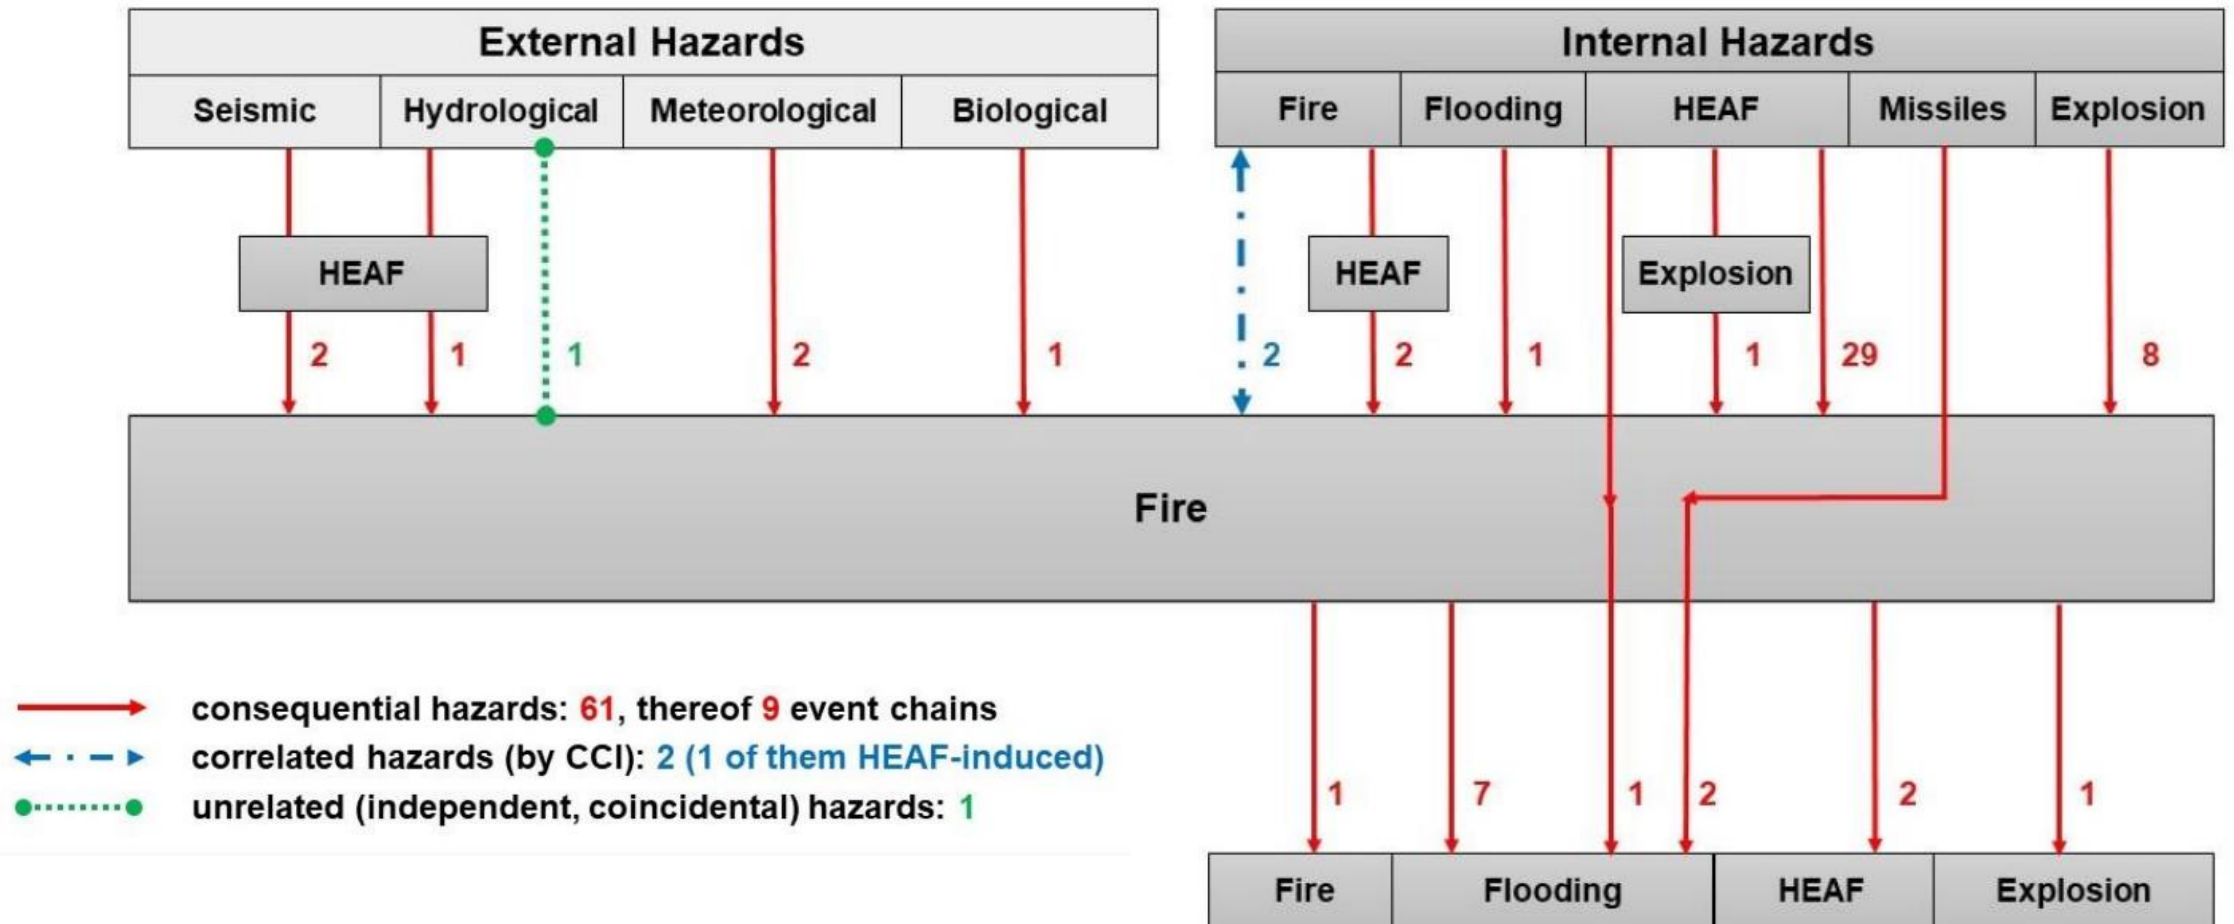 External Hazards
Seismic
Hydrological
Meteorological
Biological
Internal Hazards
Fire
Flooding
HEAF
Missiles
Explosion
HEAF
HEAF
Explosion
2
1
1
2
1
2
2
1
1
29
8
Fire
consequential hazards: 61, thereof 9 event chains
correlated hazards (by CCI): 2 (1 of them HEAF-induced)
unrelated (independent, coincidental) hazards: 1
1
7
1
2
2
1
Fire
Flooding
HEAF
Explosion